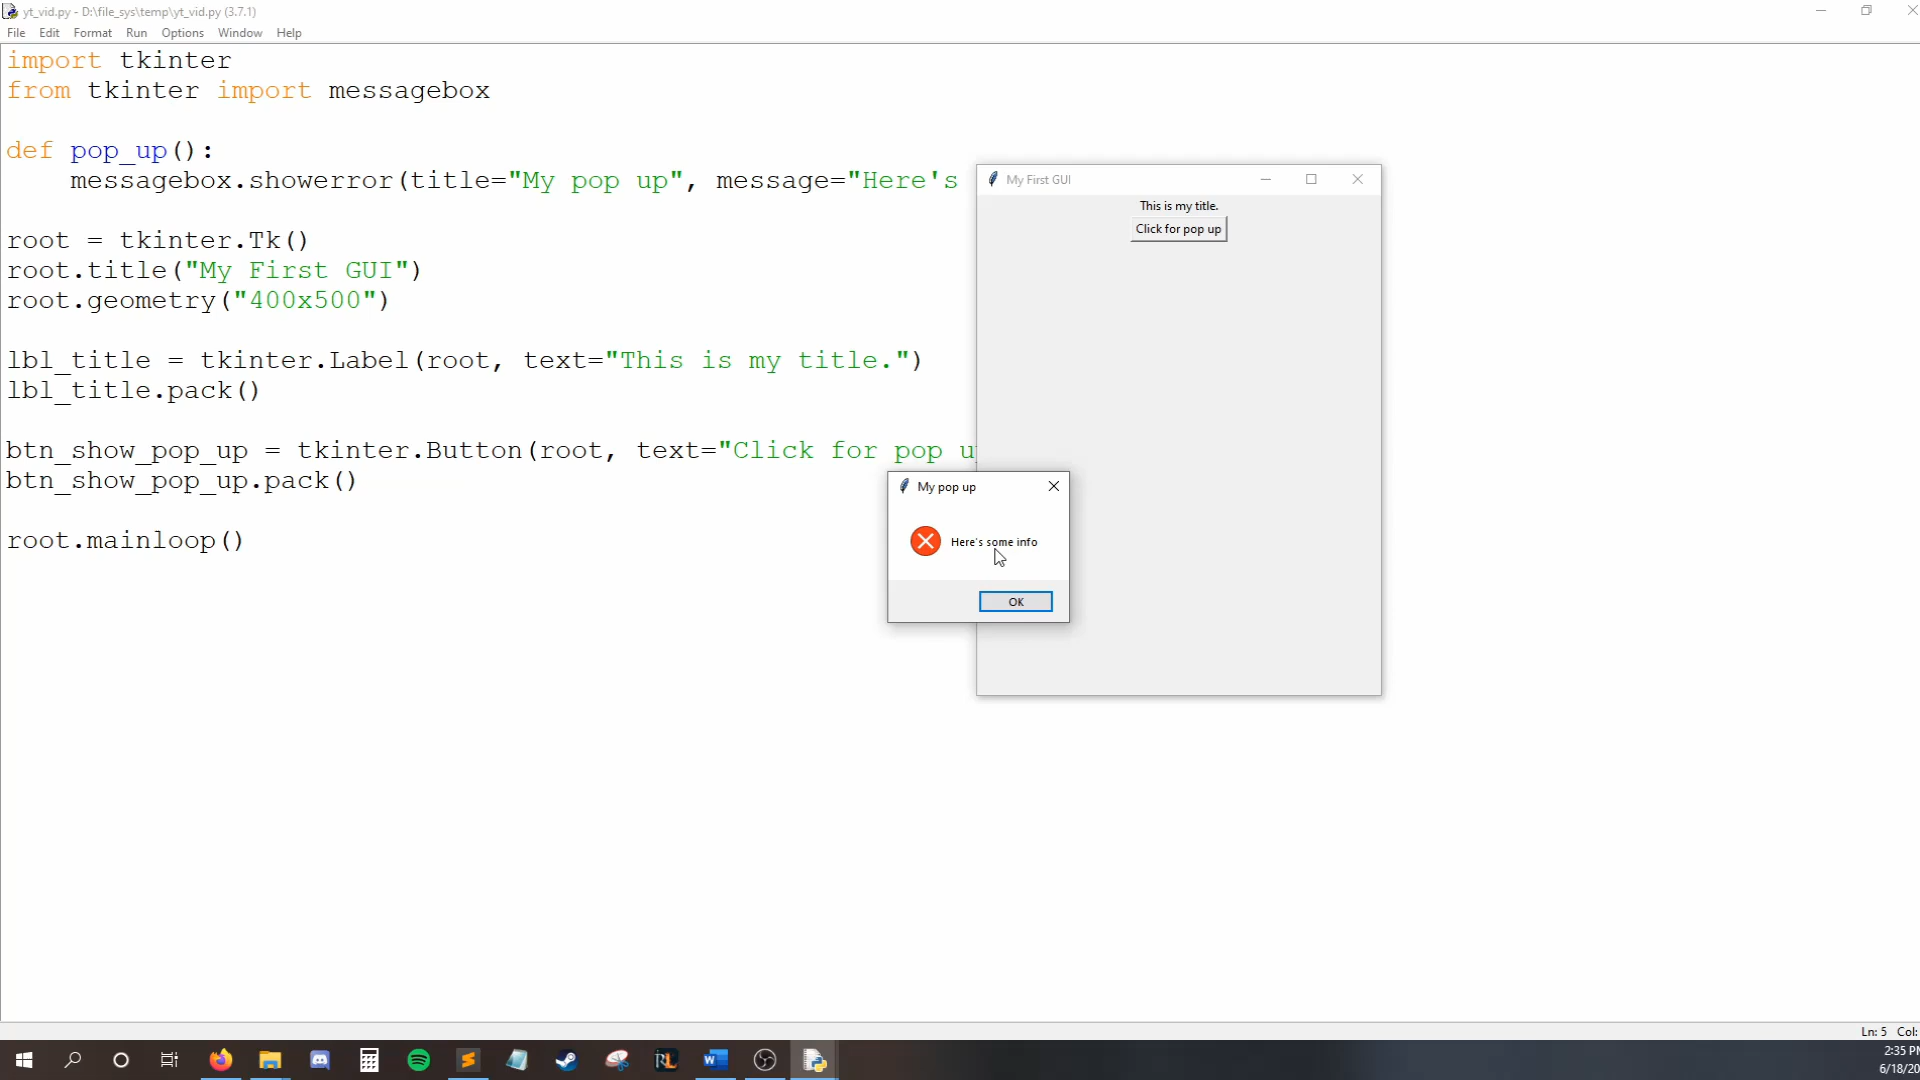 yt_vid.py - D:\file_sys\temp\yt_vid.py (3.7.1)
File Edit Format Run Options Window Help
import tkinter
from tkinter import messagebox
def pop_up():
messagebox.showerror(title="My pop up", message="Here's
root = tkinter.Tk()
root.title("My First GUI")
root.geometry("400x500")
lbl_title = tkinter.Label(root, text="This is my title.")
lbl_title.pack()
btn_show_pop_up = tkinter.Button(root, text="Click for pop u
btn_show_pop_up.pack()
root.mainloop()
My First GUI
This is my title.
Click for pop up
My pop up
Here's some info
OK
Ln: 5 Col:
2:35 PM
6/18/20